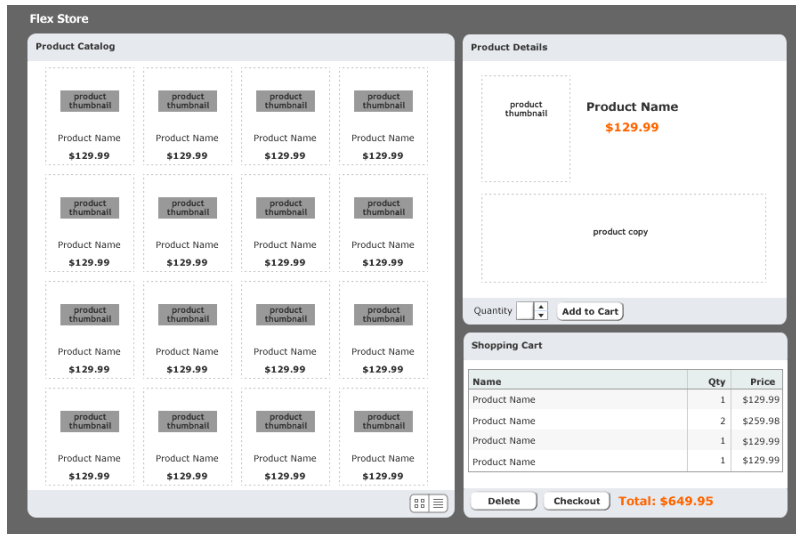 Flex Store
Product Catalog
product product product product
thumbnail thumbnail thumbnail thumbnail
Product Name Product Name Product Name Product Name
$129.99 $129.99 $129.99 $129.99
product product product product
thumbnail thumbnail thumbnail thumbnail
Product Name Product Name Product Name Product Name
$129.99 $129.99 $129.99 $129.99
product product product product
thumbnail thumbnail thumbnail thumbnail
Product Name Product Name Product Name Product Name
$129.99 $129.99 $129.99 $129.99
product product product product
thumbnail thumbnail thumbnail thumbnail
Product Name Product Name Product Name Product Name
$129.99 $129.99 $129.99 $129.99
Product Details
product
thumbnail
Product Name
$129.99
product copy
Quantity Add to Cart
Shopping Cart
Name Qty Price
Product Name 1 $129.99
Product Name 2 $259.98
Product Name 1 $129.99
Product Name 1 $129.99
Delete Checkout Total: $649.95